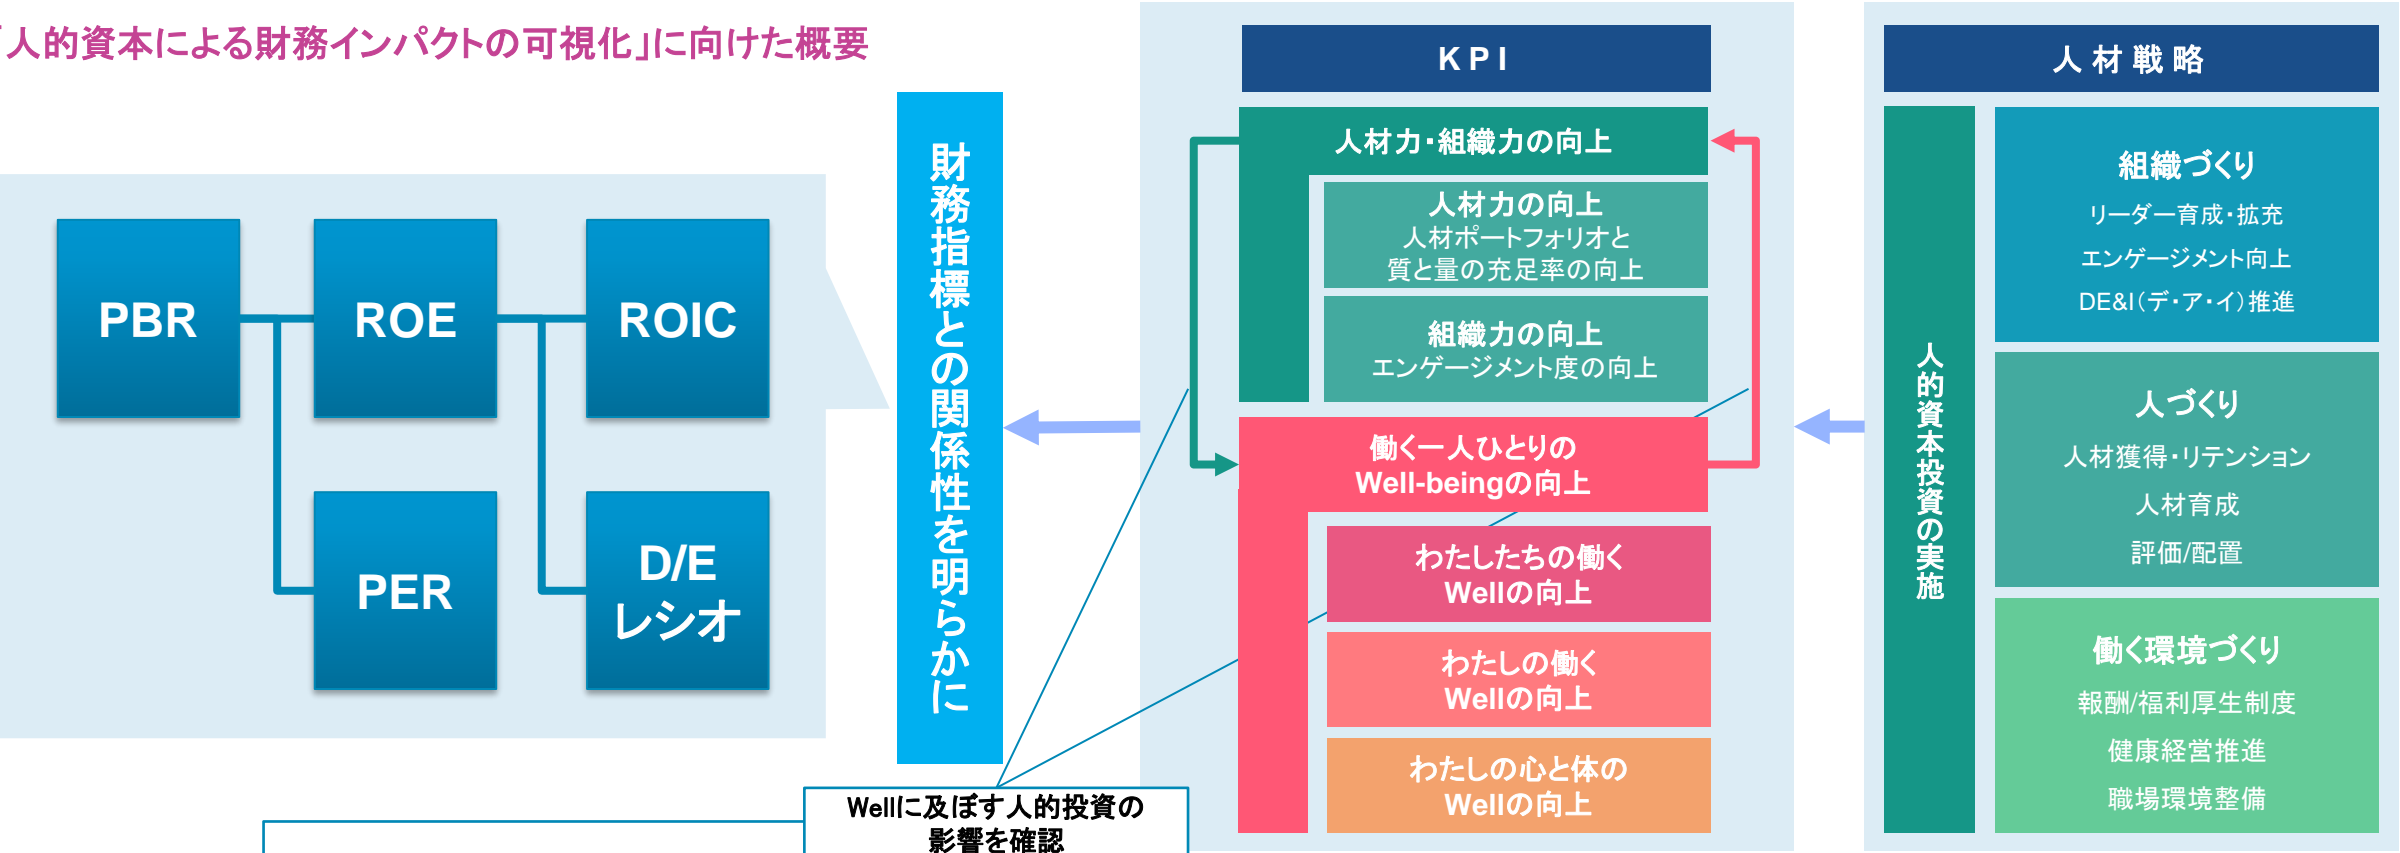 「人的資本による財務インパクトの可視化」に向けた概要
PBR
ROE
ROIC
PER
D/E
レシオ
財務指標との関係性を明らかに
KPI
人材力・組織力の向上
人材力の向上
人材ポートフォリオと
質と量の充足率の向上
組織力の向上
エンゲージメント度の向上
働く一人ひとりの
Well-beingの向上
わたしたちの働く
Wellの向上
わたしの働く
Wellの向上
わたしの心と体の
Wellの向上
Wellに及ぼす人的投資の
影響を確認
人材戦略
人的資本投資の実施
組織づくり
リーダー育成・拡充
エンゲージメント向上
DE&I（デ・ア・イ）推進
人づくり
人材獲得・リテンション
人材育成
評価/配置
働く環境づくり
報酬/福利厚生制度
健康経営推進
職場環境整備